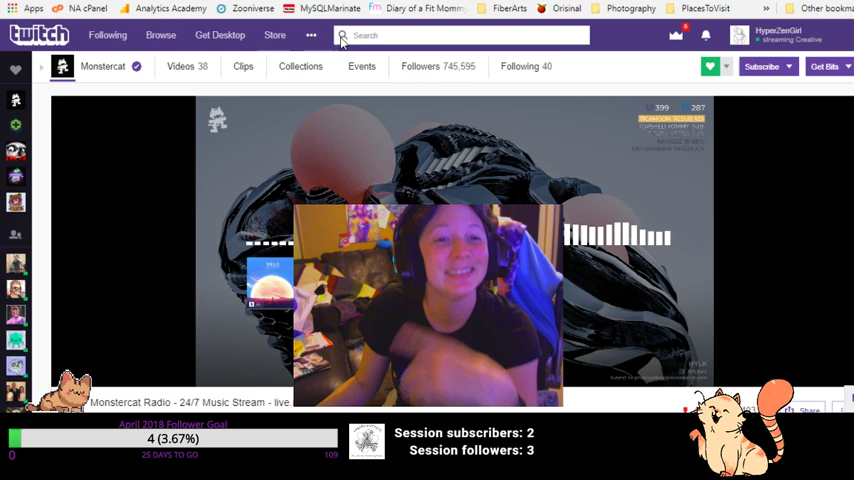 Apps
NA cPanel
Analytics Academy
Zooniverse
MySQLMarinate
Diary of a Fit Mommy
FiberArts
Orisinal
Photography
PlacesToVisit
Other bookma
twitch
Following
Browse
Get Desktop
Store
Search
HyperZenGirl
streaming Creative
Monstercat
Videos 38
Clips
Collections
Events
Followers 745,595
Following 40
Subscribe
Get Bits
399
287
Monstercat Radio - 24/7 Music Stream - live.
Share
April 2018 Follower Goal
4 (3.67%)
0
25 DAYS TO GO
109
Session subscribers: 2
Session followers: 3